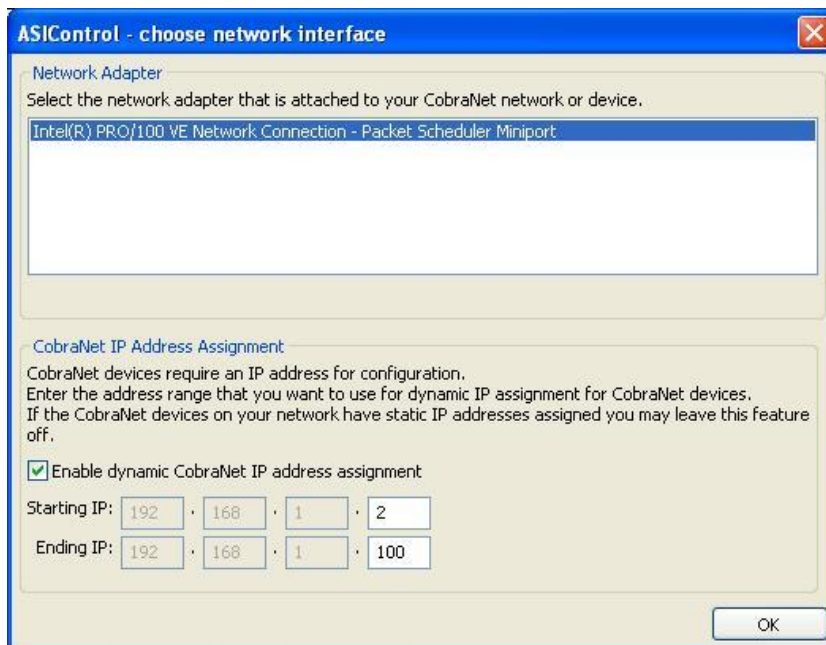 ASIControl - choose network interface
Network Adapter
Select the network adapter that is attached to your CobraNet network or device.
Intel(R) PRO/100 VE Network Connection - Packet Scheduler Miniport
CobraNet IP Address Assignment
CobraNet devices require an IP address for configuration.
Enter the address range that you want to use for dynamic IP assignment for CobraNet devices.
If the CobraNet devices on your network have static IP addresses assigned you may leave this feature
off.
Enable dynamic CobraNet IP address assignment
Starting IP: 192 . 168 . 1 . 2
Ending IP: 192 . 168 . 1 . 100
OK